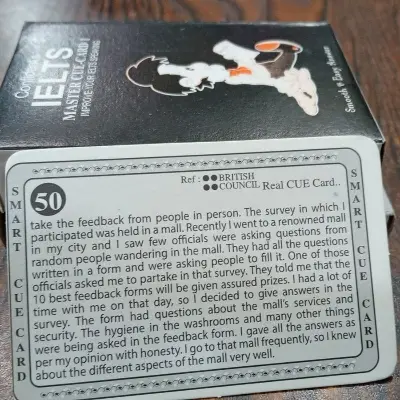 IELTS
MASTER CUE-CARD 1
IMPROVE YOUR IELTS SPEAKING
Smooth n Easy Answer
SMART CUE CARD
Ref : BRITISH
COUNCIL Real CUE Card..
50
take the feedback from people in person. The survey in which I
participated was held in a mall. Recently I went to a renowned mall
in my city and I saw few officials were asking questions from
random people wandering in the mall. They had all the questions
written in a form and were asking people to fill it. One of those
officials asked me to partake in that survey. They told me that the
10 best feedback forms will be given assured prizes. I had a lot of
time with me on that day, so I decided to give answers in the
survey. The form had questions about the mall's services and
security. The hygiene in the washrooms and many other things
were being asked in the feedback form. I gave all the answers as
per my opinion with honesty. I go to that mall frequently, so I knew
about the different aspects of the mall very well.
SMART CUE CARD